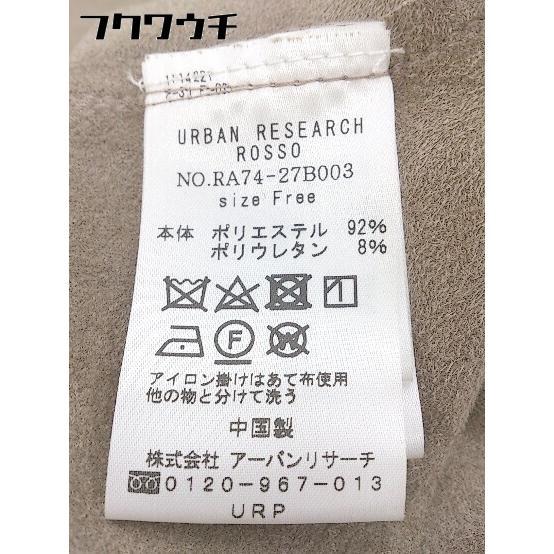 フクワウチ
URBAN RESEARCH
ROSSO
NO.RA74-27B003
size Free
本体 ポリエステル 92%
ポリウレタン 8%
F W
アイロン掛けはあて布使用
他の物と分けて洗う
中国製
株式会社 アーバンリサーチ
0120-967-013
URP